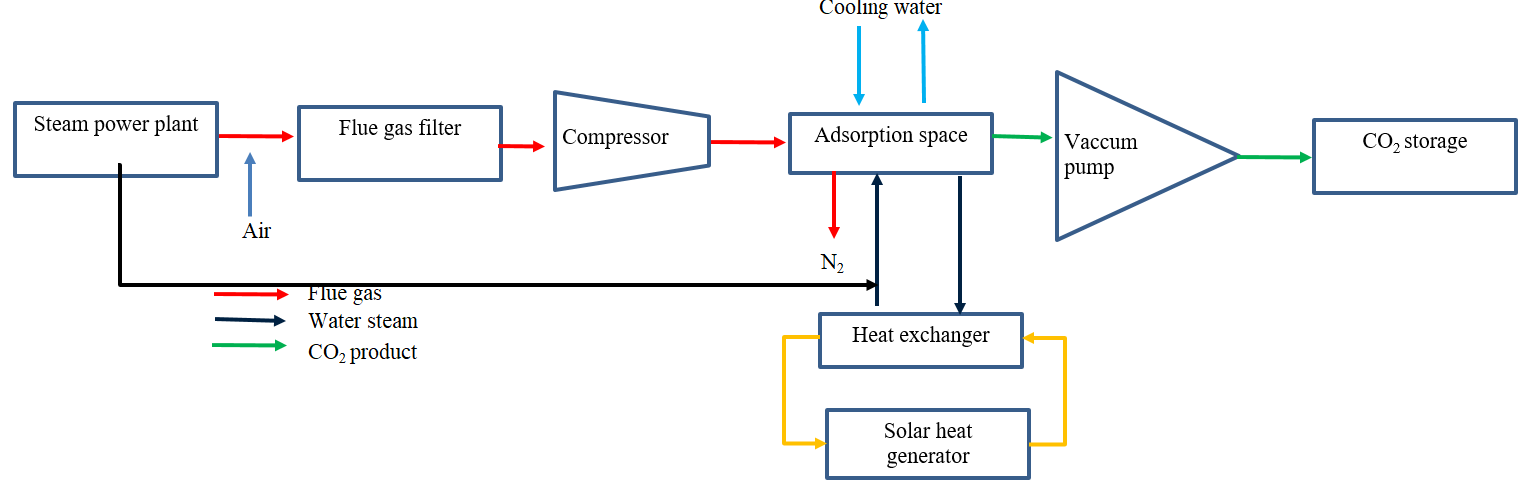 Cooling water
Steam power plant
Flue gas filter
Compressor
Adsorption space
Vaccum
pump
CO₂ storage
Air
N₂
Flue gas
Water steam
CO₂ product
Heat exchanger
Solar heat
generator